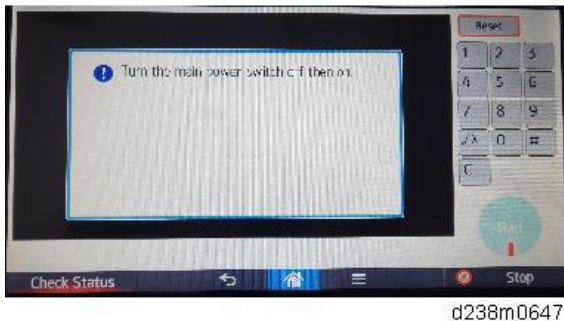 Reset
Turn the main power switch off then on.
1 2 3
4 5 6
7 8 9
./* 0 #
C
Start
Check Status
Stop
d238m0647